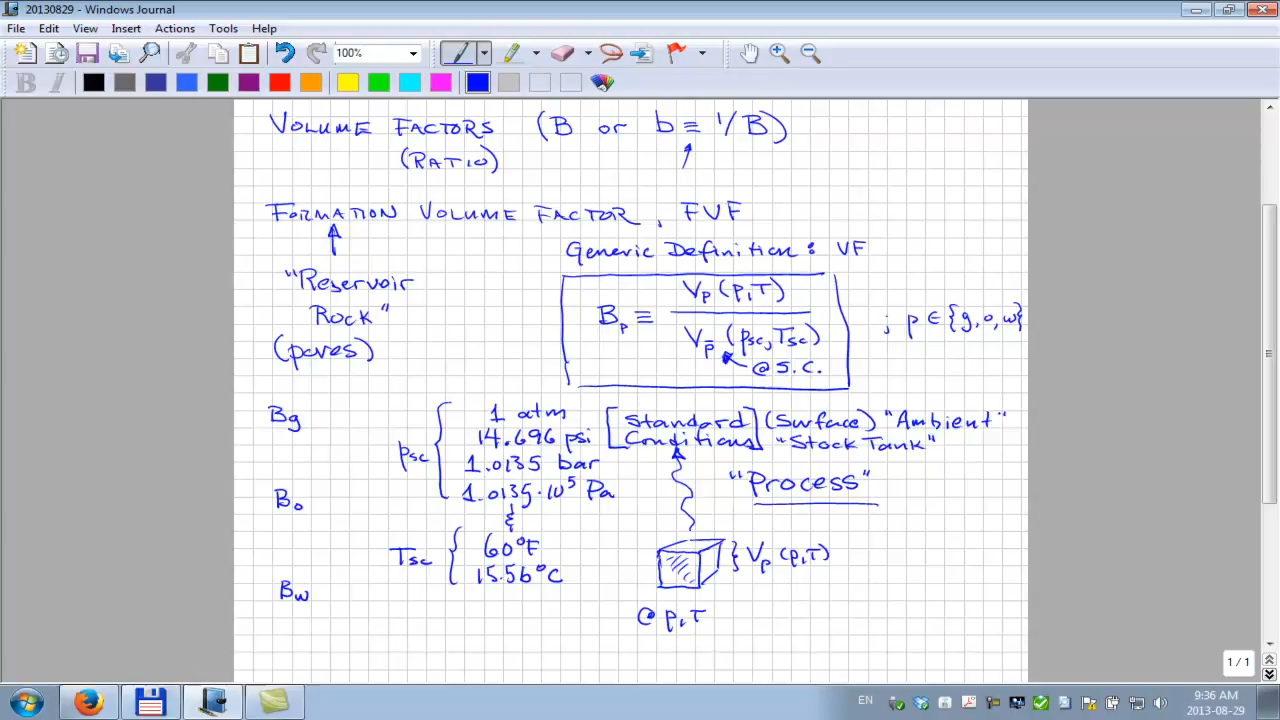 20130829 - Windows Journal
File Edit View Insert Actions Tools Help
100%
B I
VOLUME FACTORS (B or b ≡ 1/B)
(RATIO)
FORMATION VOLUME FACTOR, FVF
Generic Definition: VF
"Reservoir
Rock"
(pores)
Bp ≡ Vp(p,T)
Vp̄(psc,Tsc)
@S.C.
; p ∈ {g,o,w}
Bg
Bo
Bw
psc { 1 atm
14.696 psi
1.0135 bar
1.0135·10⁵ Pa
&
Tsc { 60°F
15.56°C
[Standard (Surface) "Ambient"
Conditions] "Stock Tank"
"Process"
} Vp(p,T)
@ p,T
1 / 1
EN
9:36 AM
2013-08-29